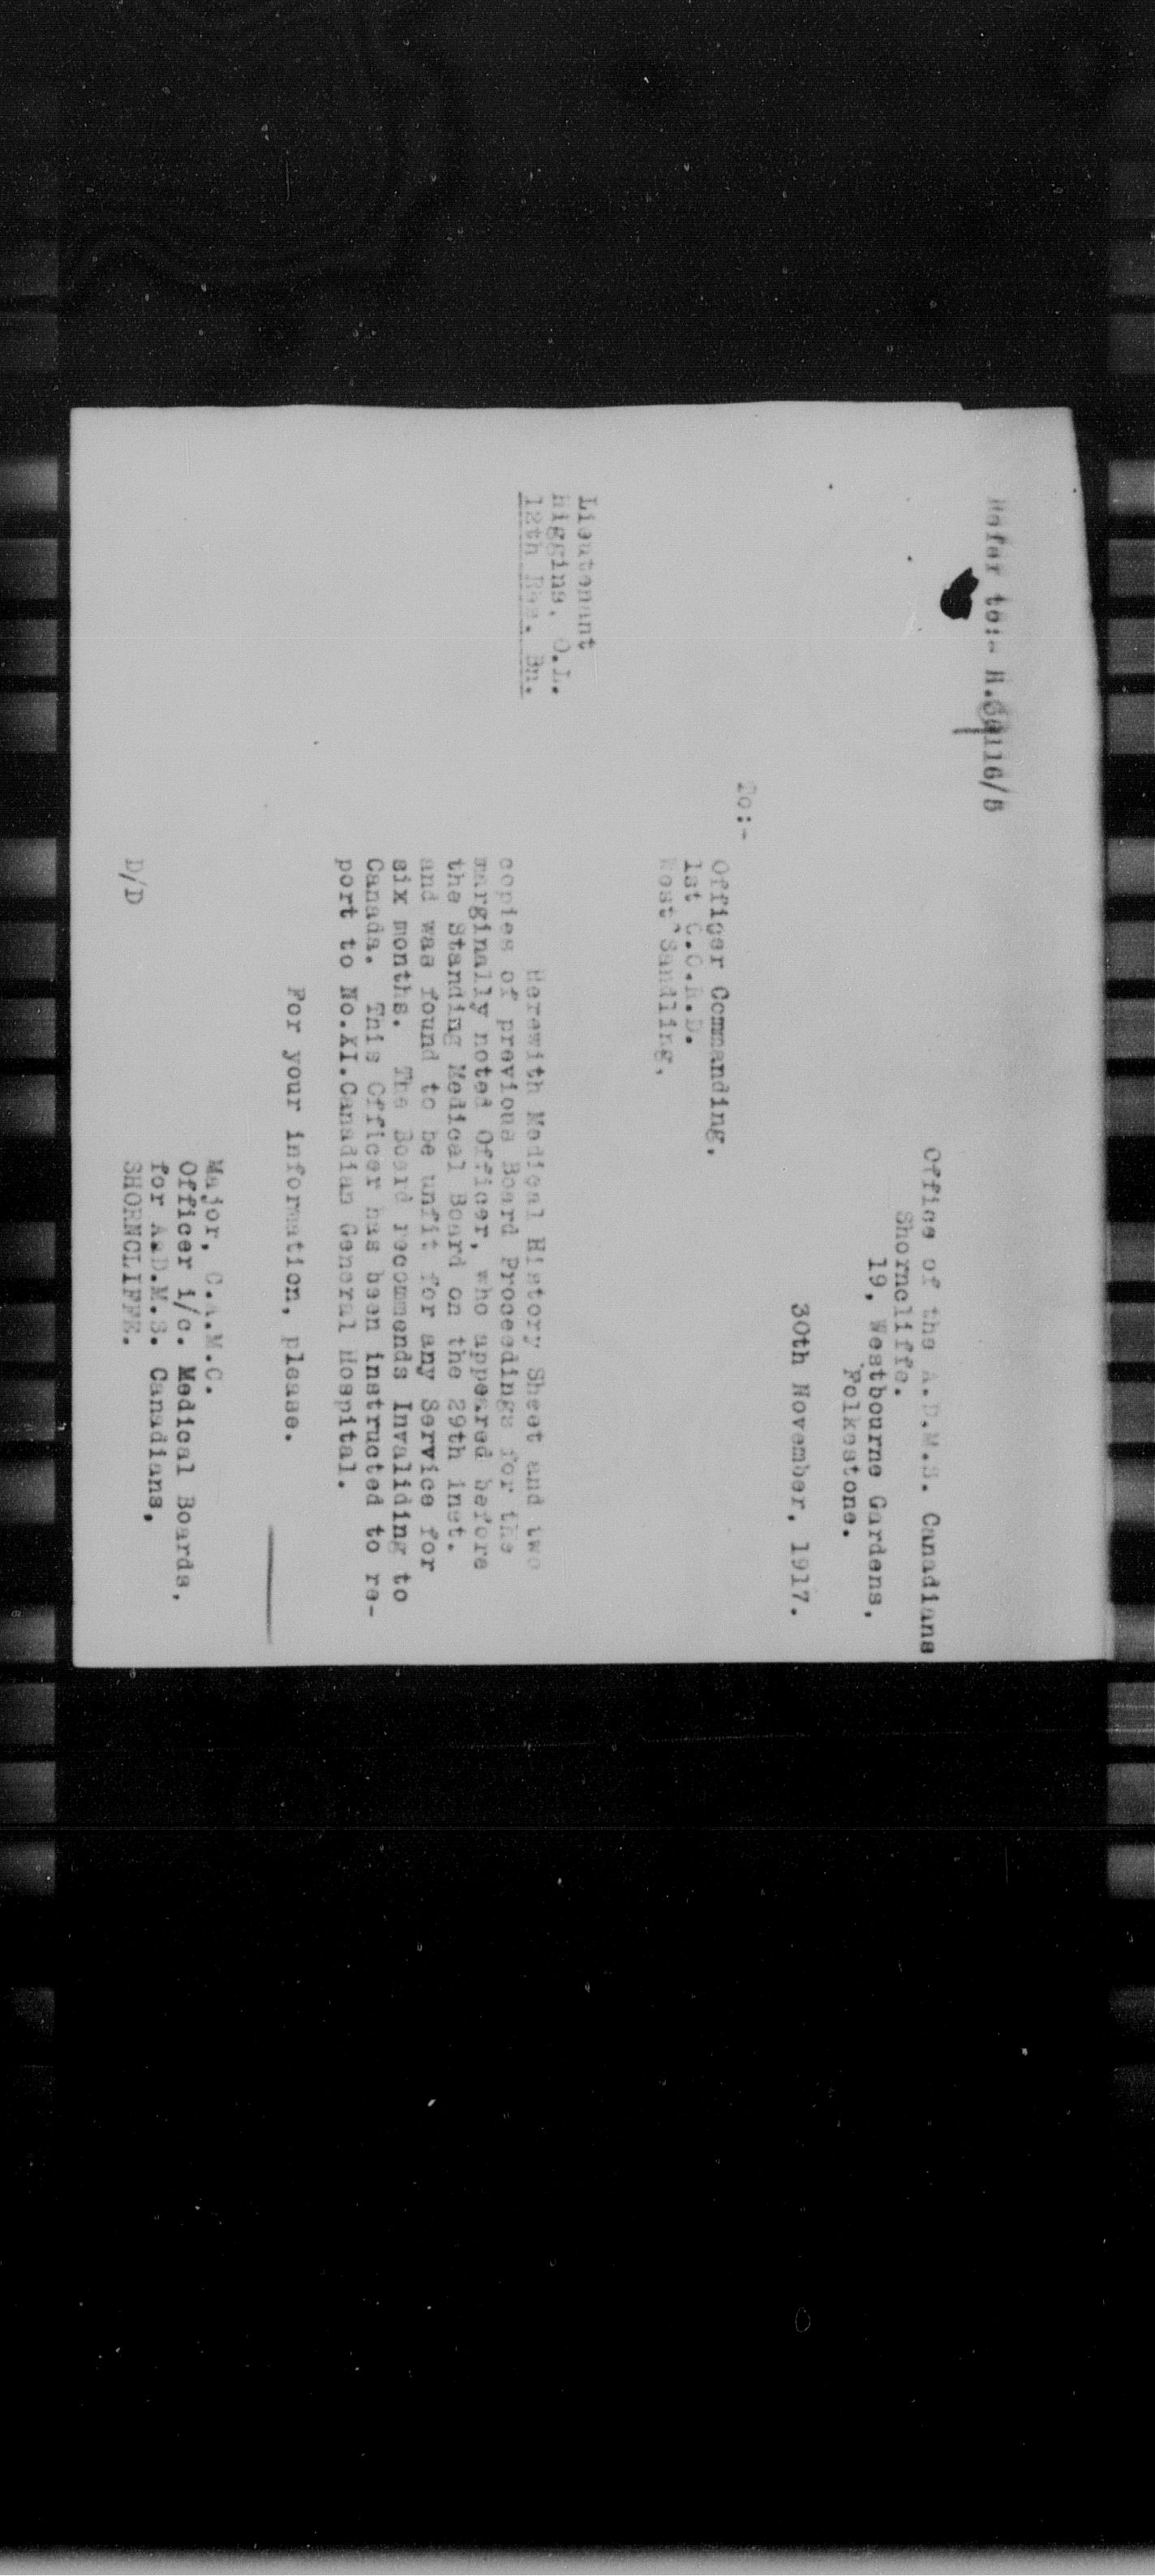 Refer to:-
Office of the A.D.M.S. Canadians
Shorncliffe.
19, Westbourne Gardens,
Folkestone.
30th November, 1917.
To:-
Officer Commanding,
1st C.C.R.D.
West Sandling,
Lieutenant
Higgins, O.L.
12th Res. Bn.
Herewith Medical History Sheet and two
copies of previous Board Proceedings for the
marginally noted Officer, who appeared before
the Standing Medical Board on the 29th inst.
and was found to be unfit for any Service for
six months. The Board recommends Invaliding to
Canada. This Officer has been instructed to re-
port to No.XI.Canadian General Hospital.
For your information, please.
Major, C.A.M.C.
Officer i/c. Medical Boards,
for A.D.M.S. Canadians,
D/D SHORNCLIFFE.